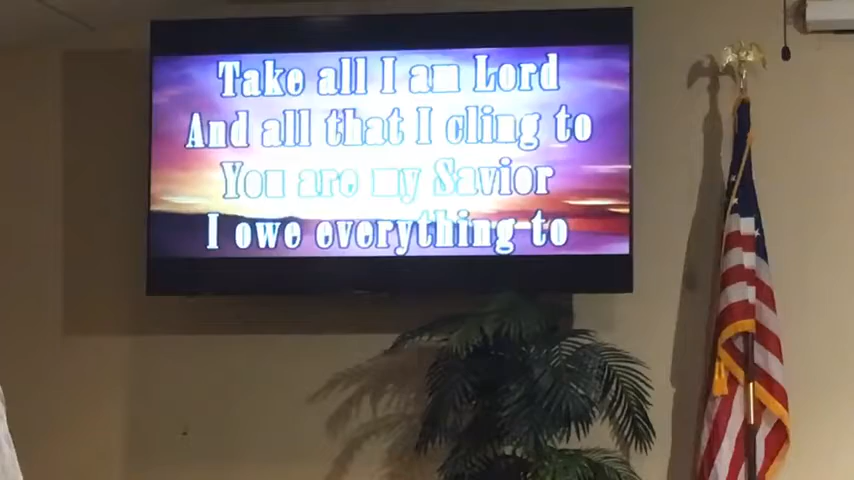 Take all I am Lord
And all that I cling to
You are my Savior
I owe everything to